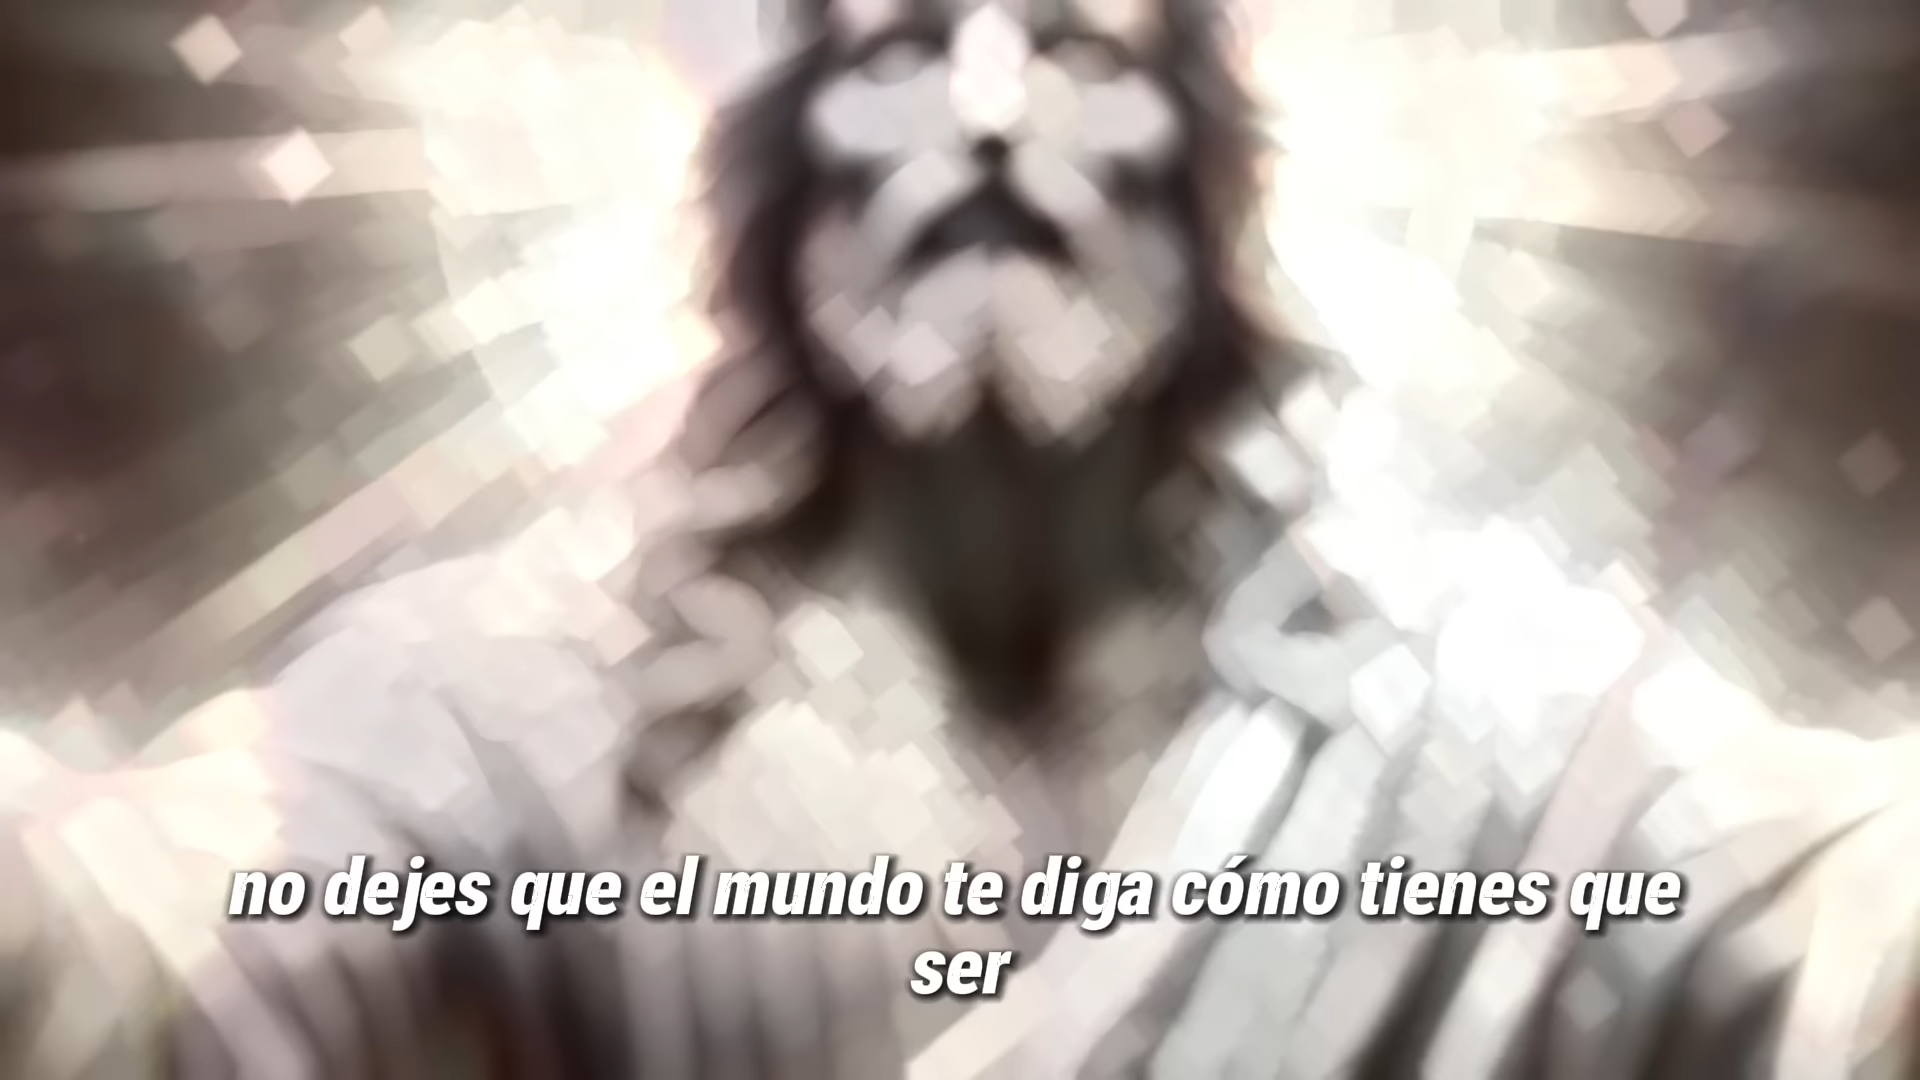 no dejes que el mundo te diga cómo tienes que
ser